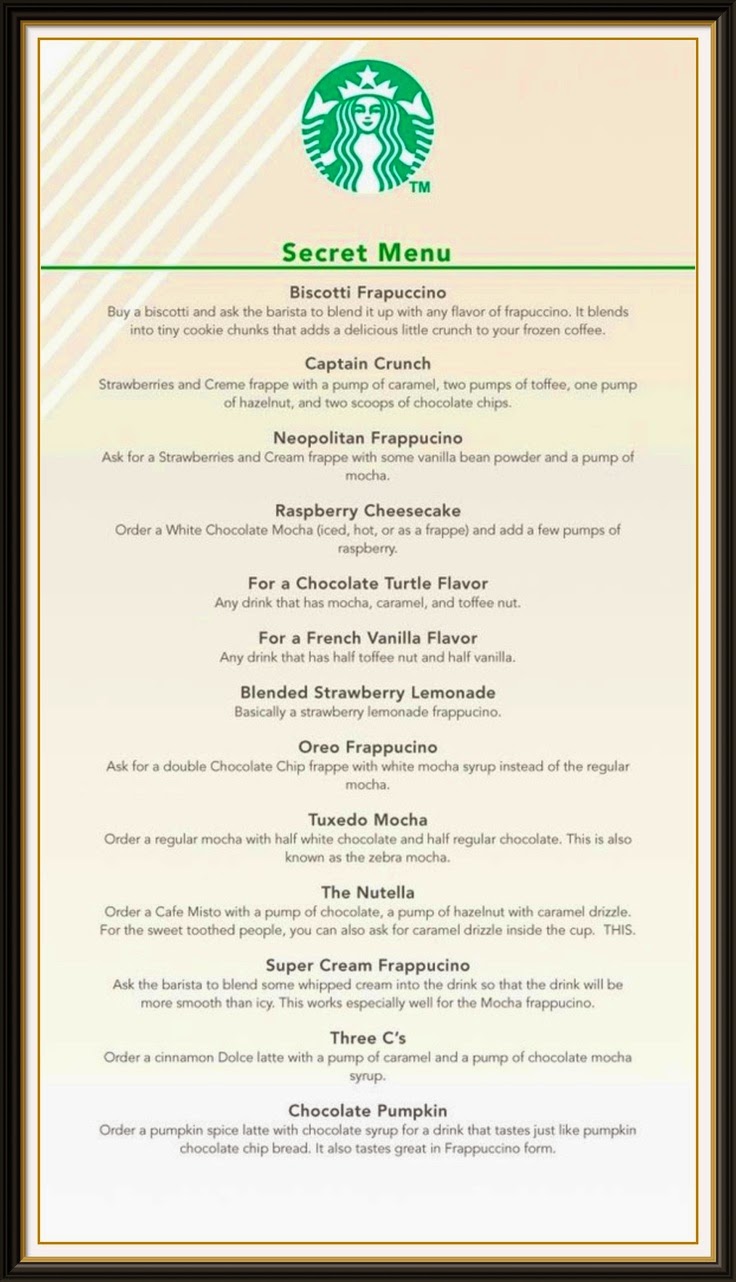 TM
Secret Menu
Biscotti Frapuccino
Buy a biscotti and ask the barista to blend it up with any flavor of frapuccino. It blends
into tiny cookie chunks that adds a delicious little crunch to your frozen coffee.
Captain Crunch
Strawberries and Creme frappe with a pump of caramel, two pumps of toffee, one pump
of hazelnut, and two scoops of chocolate chips.
Neopolitan Frappucino
Ask for a Strawberries and Cream frappe with some vanilla bean powder and a pump of
mocha.
Raspberry Cheesecake
Order a White Chocolate Mocha (iced, hot, or as a frappe) and add a few pumps of
raspberry.
For a Chocolate Turtle Flavor
Any drink that has mocha, caramel, and toffee nut.
For a French Vanilla Flavor
Any drink that has half toffee nut and half vanilla.
Blended Strawberry Lemonade
Basically a strawberry lemonade frappucino.
Oreo Frappucino
Ask for a double Chocolate Chip frappe with white mocha syrup instead of the regular
mocha.
Tuxedo Mocha
Order a regular mocha with half white chocolate and half regular chocolate. This is also
known as the zebra mocha.
The Nutella
Order a Cafe Misto with a pump of chocolate, a pump of hazelnut with caramel drizzle.
For the sweet toothed people, you can also ask for caramel drizzle inside the cup. THIS.
Super Cream Frappucino
Ask the barista to blend some whipped cream into the drink so that the drink will be
more smooth than icy. This works especially well for the Mocha frappucino.
Three C's
Order a cinnamon Dolce latte with a pump of caramel and a pump of chocolate mocha
syrup.
Chocolate Pumpkin
Order a pumpkin spice latte with chocolate syrup for a drink that tastes just like pumpkin
chocolate chip bread. It also tastes great in Frappuccino form.